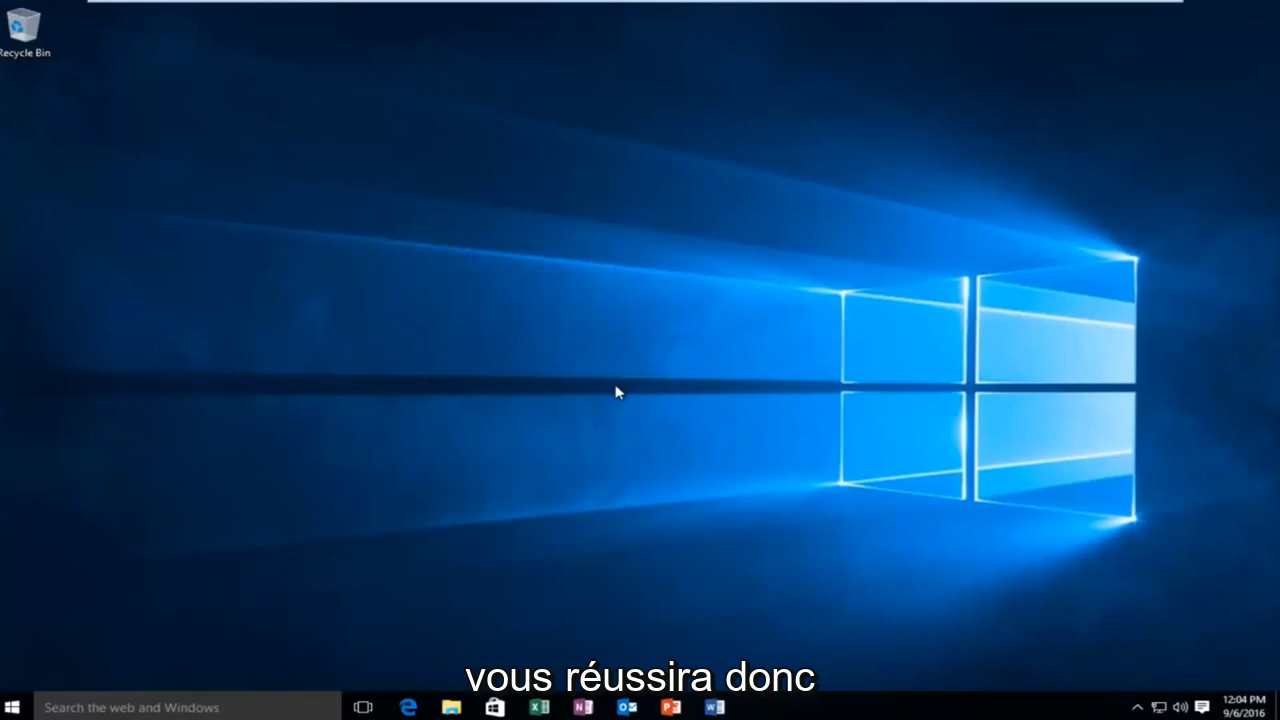 Recycle Bin
vous réussira donc
Search the web and Windows
12:04 PM
9/6/2016